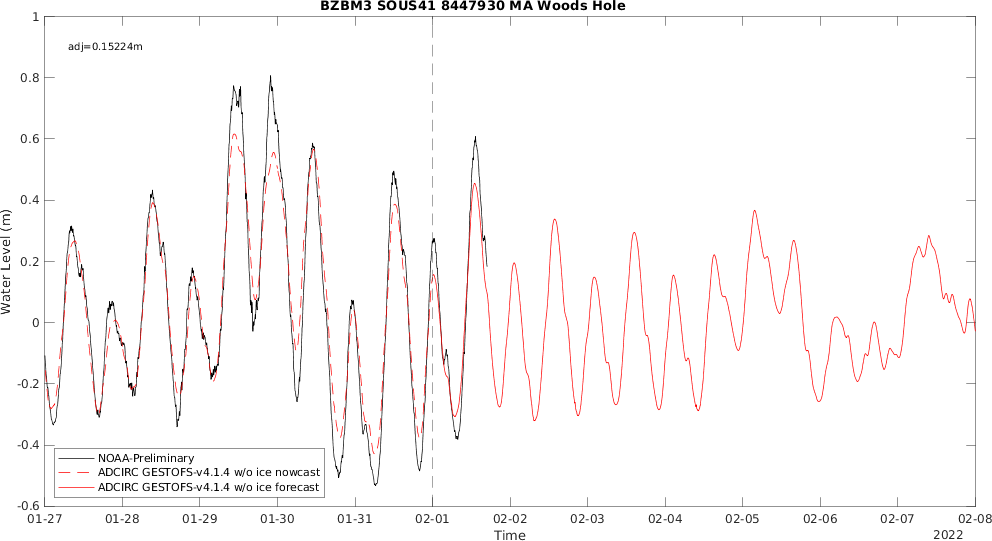 BZBM3 SOUS41 8447930 MA Woods Hole
adj=0.15224m
Water Level (m)
1
0.8
0.6
0.4
0.2
0
-0.2
-0.4
-0.6
NOAA-Preliminary
ADCIRC GESTOFS-v4.1.4 w/o ice nowcast
ADCIRC GESTOFS-v4.1.4 w/o ice forecast
01-27 01-28 01-29 01-30 01-31 02-01 02-02 02-03 02-04 02-05 02-06 02-07 02-08
Time
2022